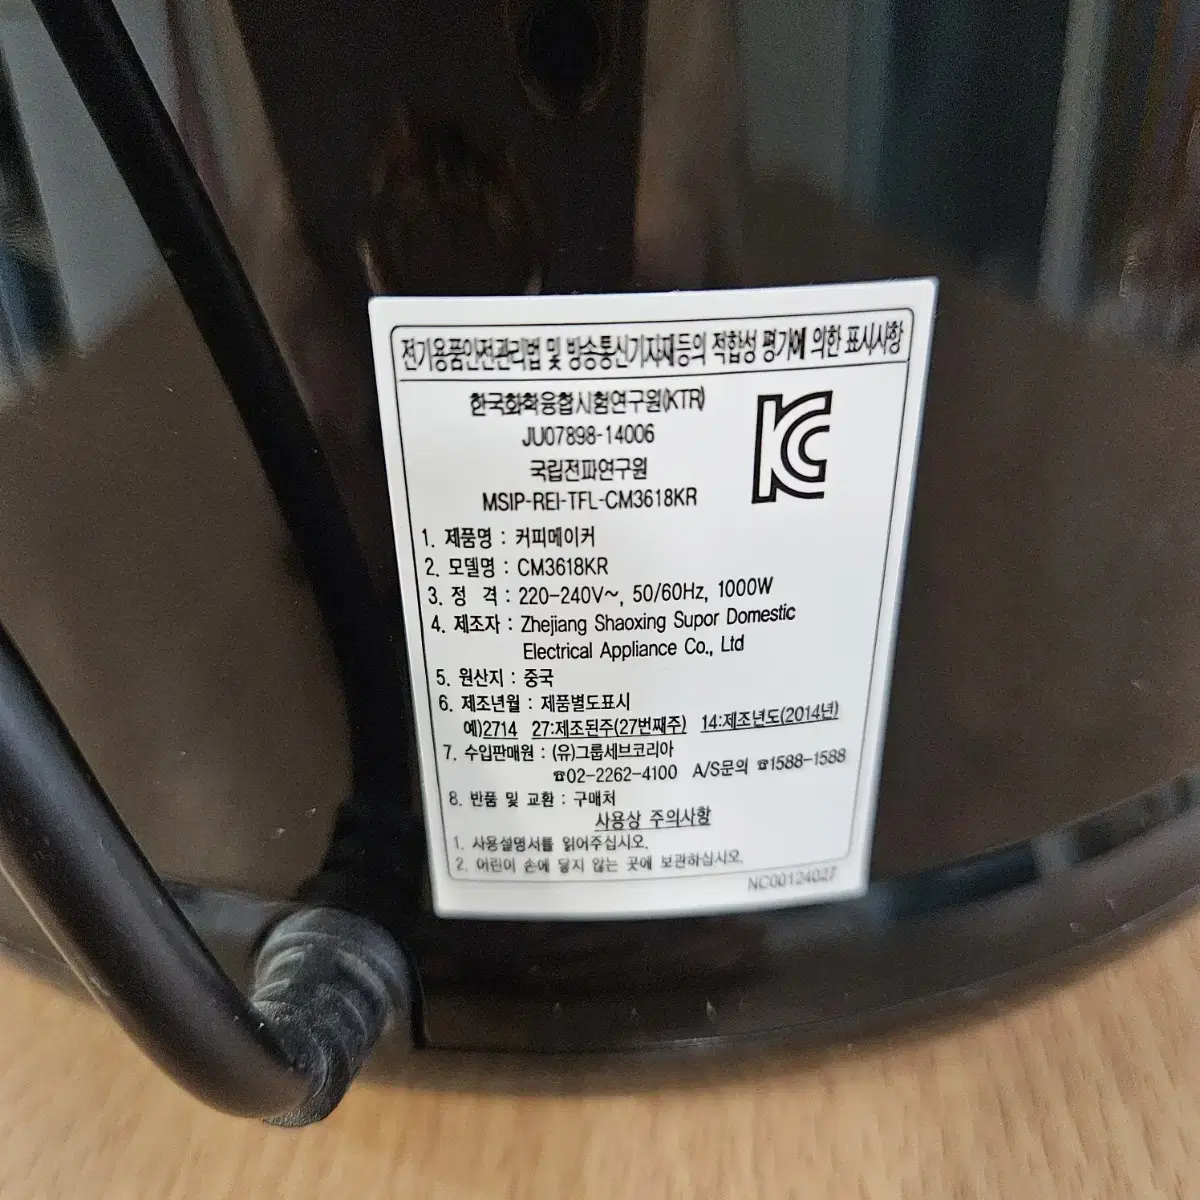 전기용품안전관리법 및 방송통신기자재등의 적합성 평가에 의한 표시사항
한국화학융합시험연구원(KTR)
JU07898-14006
국립전파연구원
MSIP-REI-TFL-CM3618KR
KC
1. 제품명 : 커피메이커
2. 모델명 : CM3618KR
3. 정 격 : 220-240V~, 50/60Hz, 1000W
4. 제조자 : Zhejiang Shaoxing Supor Domestic
Electrical Appliance Co., Ltd
5. 원산지 : 중국
6. 제조년월 : 제품별도표시
예)2714 27:제조된주(27번째주) 14:제조년도(2014년)
7. 수입판매원 : (유)그룹세브코리아
☎02-2262-4100 A/S문의 ☎1588-1588
8. 반품 및 교환 : 구매처
사용상 주의사항
1. 사용설명서를 읽어주십시오.
2. 어린이 손에 닿지 않는 곳에 보관하십시오.
NC00124027